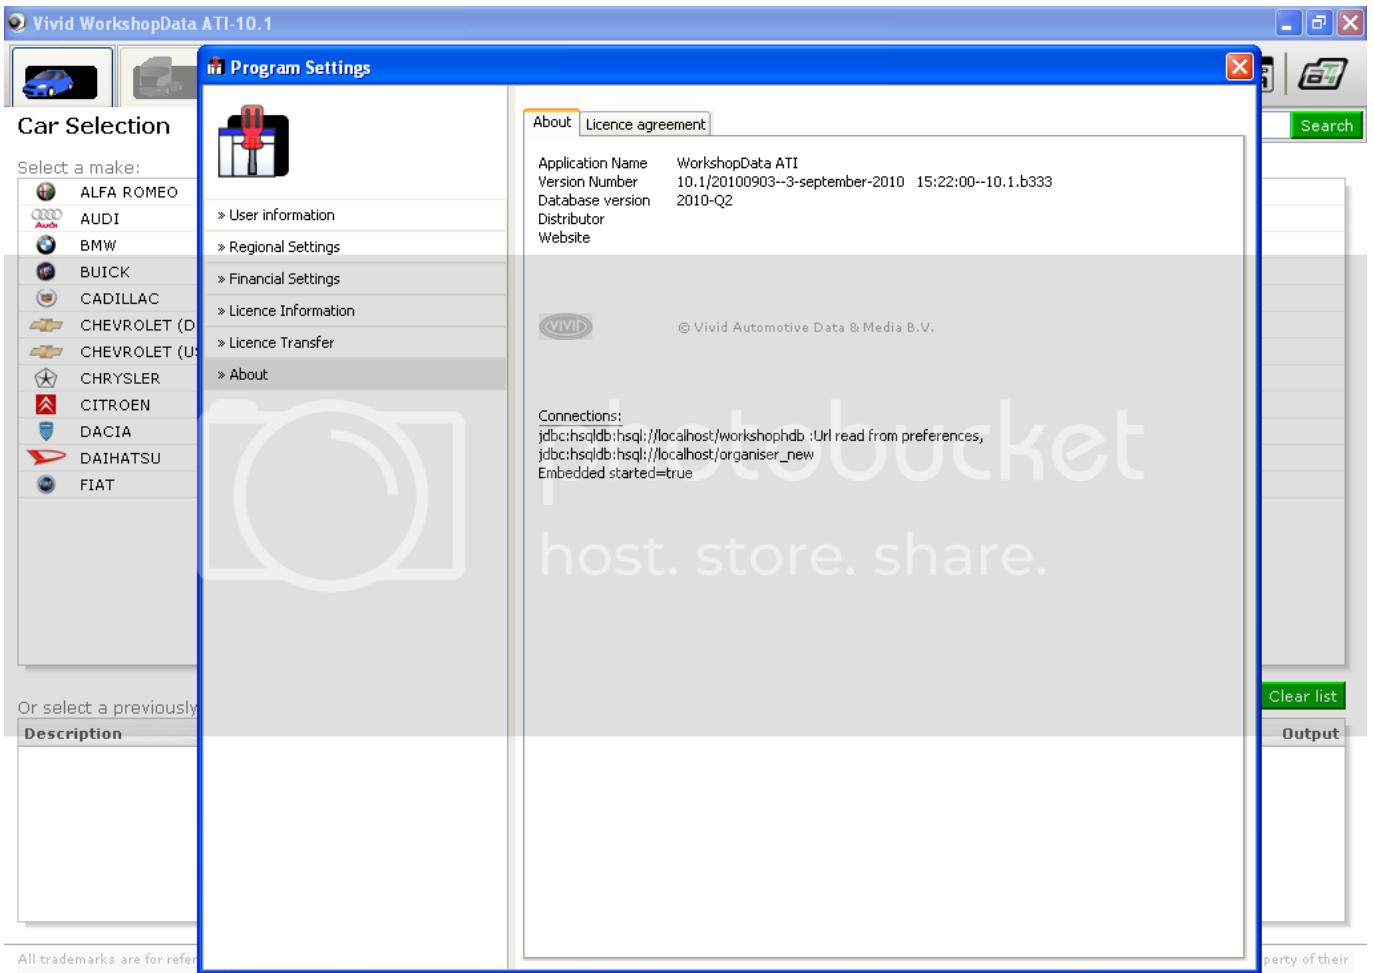 Vivid WorkshopData ATI-10.1
Program Settings
Car Selection
Search
Select a make:
ALFA ROMEO
AUDI
BMW
BUICK
CADILLAC
CHEVROLET (D
CHEVROLET (U
CHRYSLER
CITROEN
DACIA
DAIHATSU
FIAT
» User information
» Regional Settings
» Financial Settings
» Licence Information
» Licence Transfer
» About
About Licence agreement
Application Name WorkshopData ATI
Version Number 10.1/20100903--3-september-2010 15:22:00--10.1.b333
Database version 2010-Q2
Distributor
Website
VIVID © Vivid Automotive Data & Media B.V.
Connections:
jdbc:hsqldb:hsql://localhost/workshophdb :Url read from preferences,
jdbc:hsqldb:hsql://localhost/organiser_new
Embedded started=true
photobucket
host. store. share.
Or select a previously
Clear list
Description Output
All trademarks are for refer
perty of their